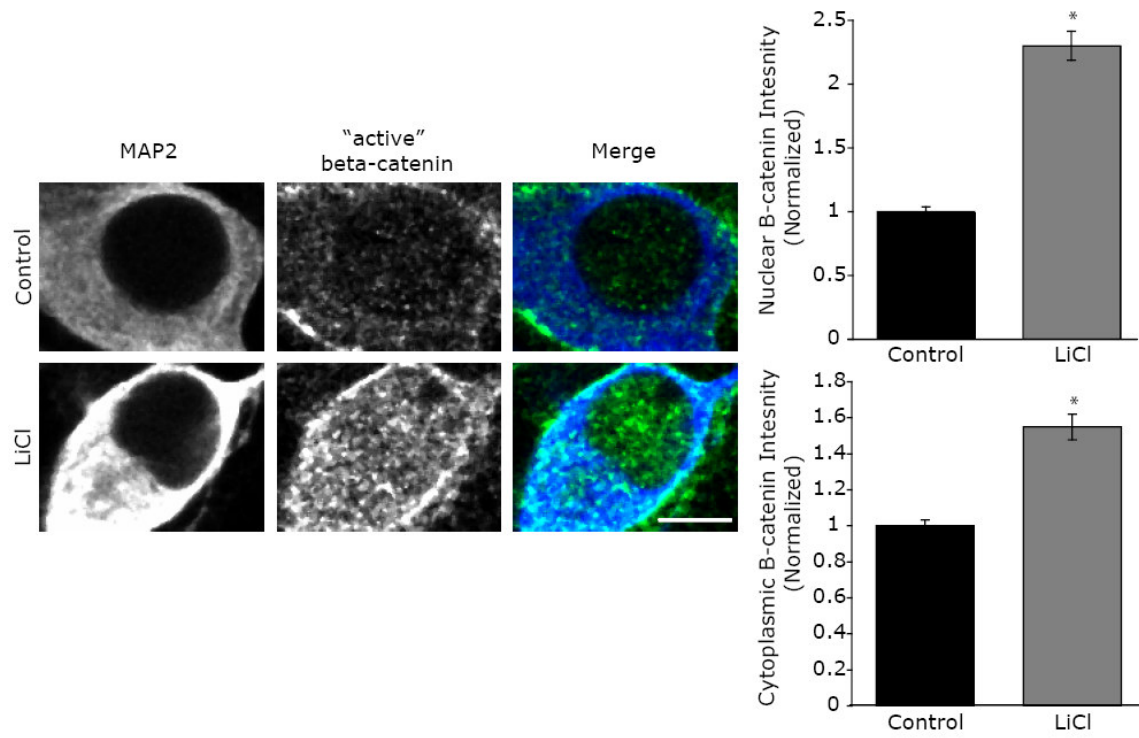 MAP2
“active”
beta-catenin
Merge
Control
LiCl
Nuclear B-catenin Intesnity
(Normalized)
2.5
2
1.5
1
0.5
0
*
Control
LiCl
Cytoplasmic B-catenin Intesnity
(Normalized)
1.8
1.6
1.4
1.2
1
0.8
0.6
0.4
0.2
0
*
Control
LiCl